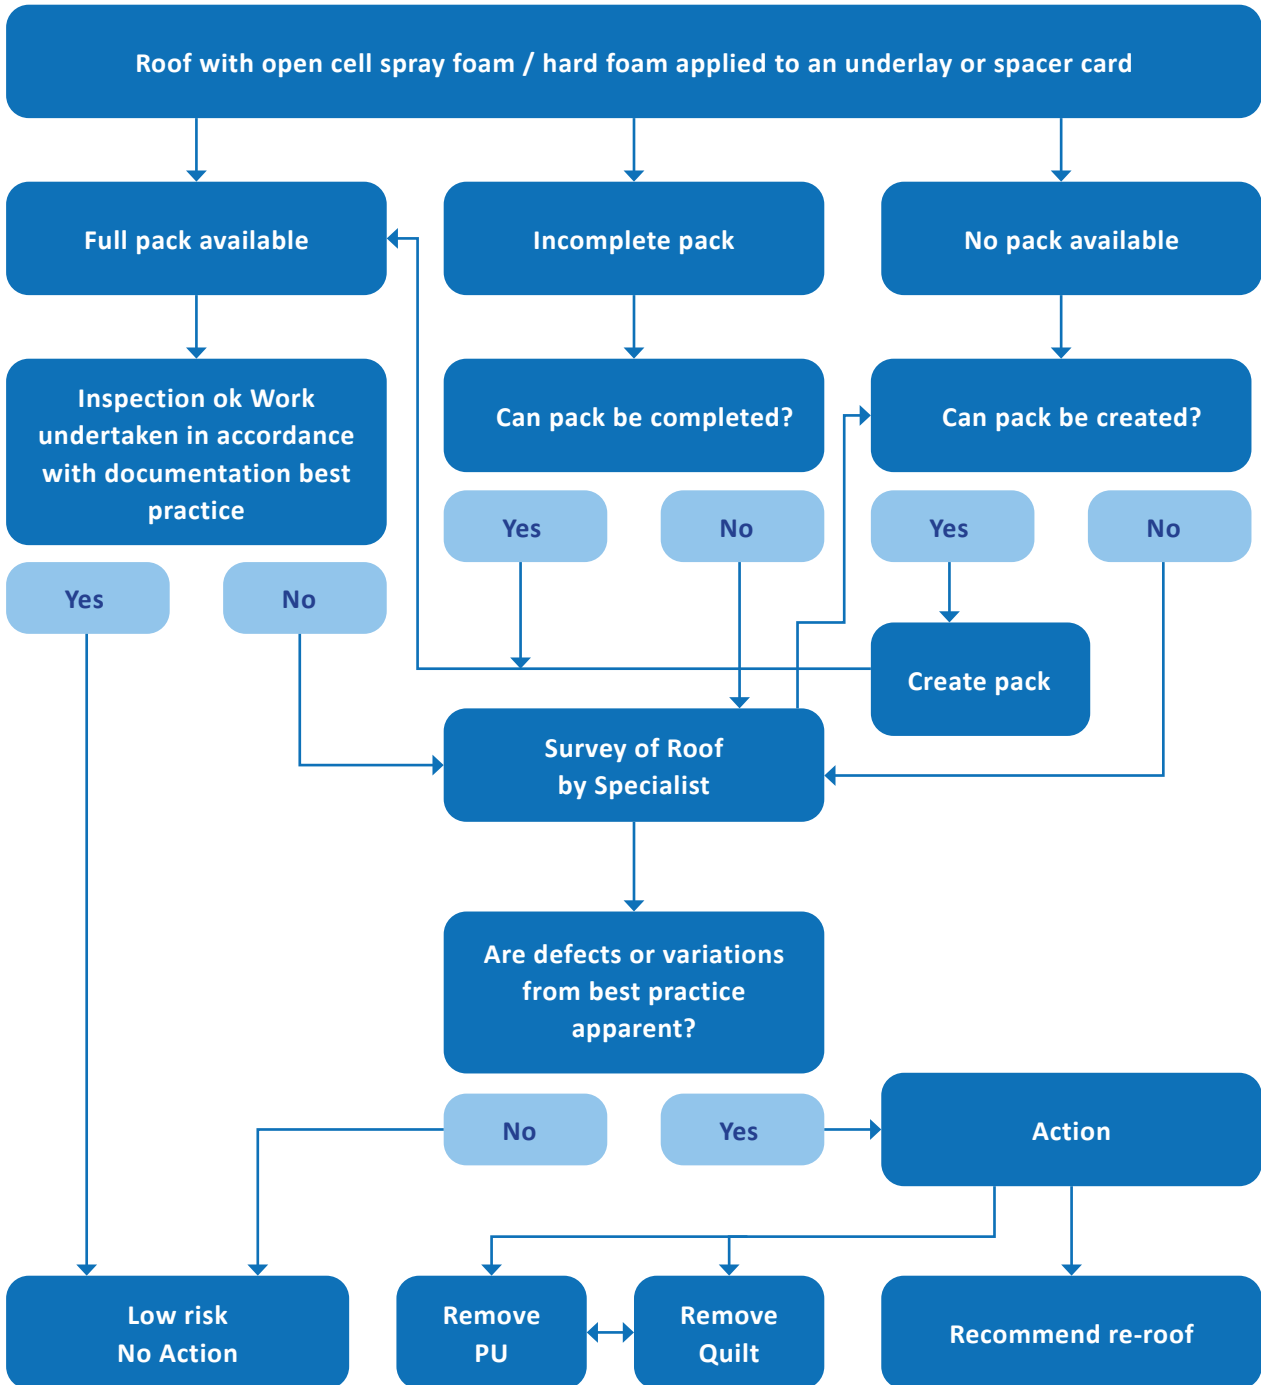 Roof with open cell spray foam / hard foam applied to an underlay or spacer card
Full pack available
Incomplete pack
No pack available
Inspection ok Work
undertaken in accordance
with documentation best
practice
Can pack be completed?
Can pack be created?
Yes
No
Yes
No
Yes
No
Create pack
Survey of Roof
by Specialist
Are defects or variations
from best practice
apparent?
No
Yes
Action
Low risk
No Action
Remove
PU
Remove
Quilt
Recommend re-roof